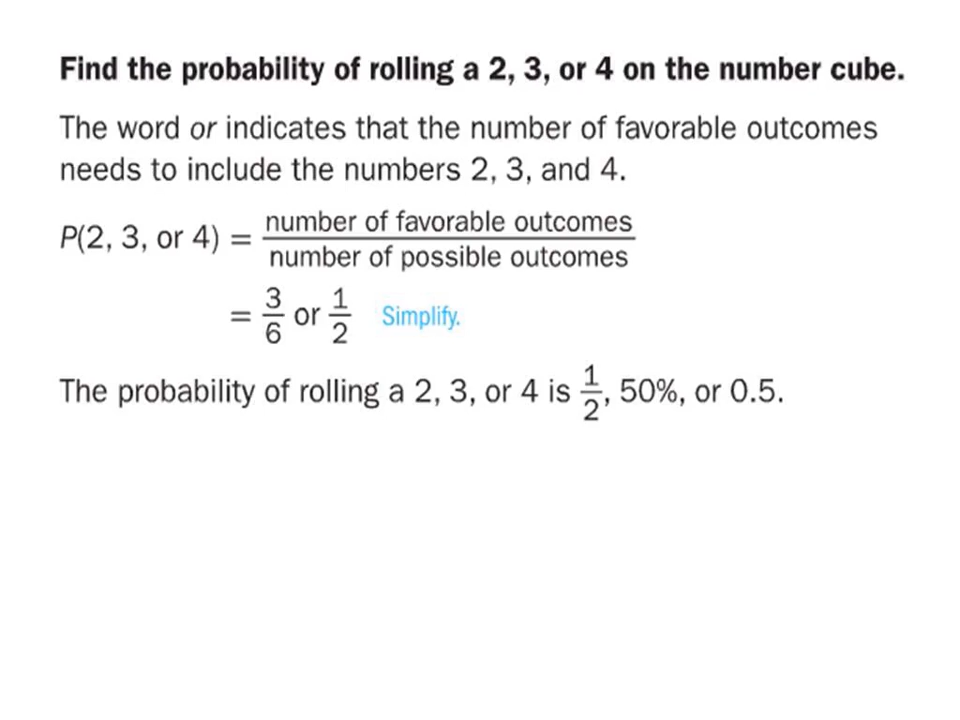 Find the probability of rolling a 2, 3, or 4 on the number cube.
The word or indicates that the number of favorable outcomes
needs to include the numbers 2, 3, and 4.
P(2, 3, or 4) = number of favorable outcomes / number of possible outcomes
= 3/6 or 1/2 Simplify.
The probability of rolling a 2, 3, or 4 is 1/2, 50%, or 0.5.